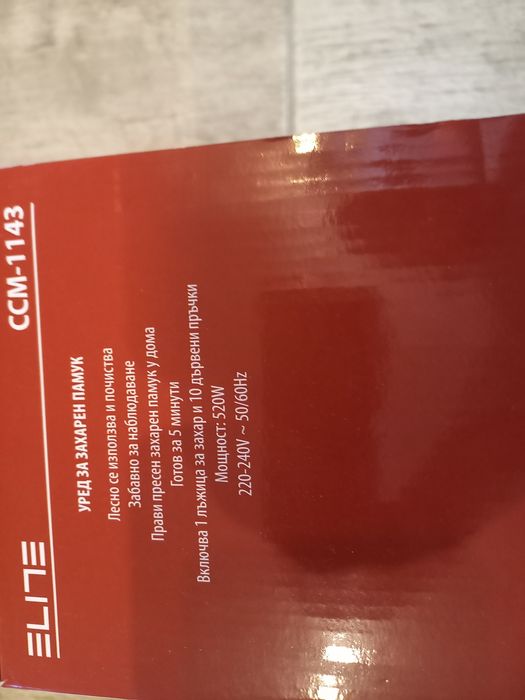 ELITE CCM-1143
УРЕД ЗА ЗАХАРЕН ПАМУК
Лесно се използва и почиства
Забавно за наблюдаване
Прави пресен захарен памук у дома
Готов за 5 минути
Включва 1 лъжица за захар и 10 дървени пръчки
Мощност: 520W
220-240V ~ 50/60Hz